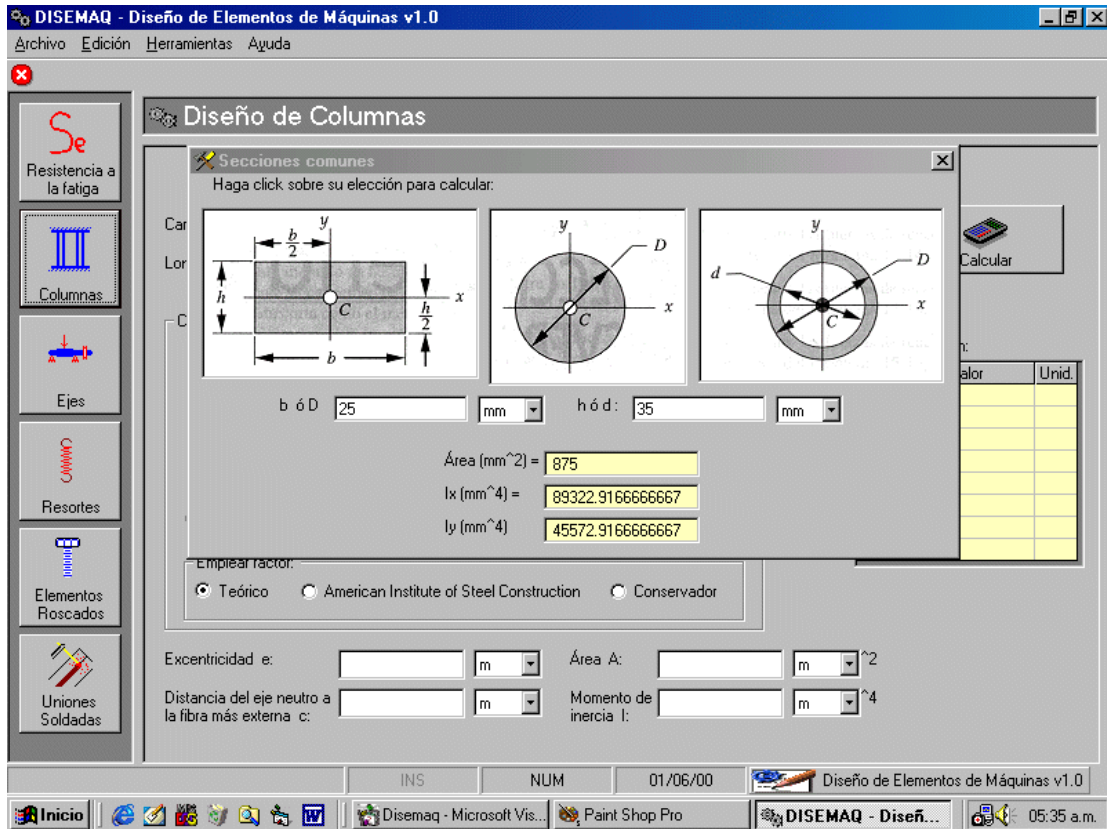 DISEMAQ - Diseño de Elementos de Máquinas v1.0
Archivo Edición Herramientas Ayuda
Diseño de Columnas
Resistencia a
la fatiga
Columnas
Ejes
Resortes
Elementos
Roscados
Uniones
Soldadas
Secciones comunes
Haga click sobre su elección para calcular:
Car
Lor
C
Calcular
y
b
2
h
x
C
h
2
b
y
D
x
C
y
d
D
x
C
b óD 25 mm h ó d: 35 mm
Área (mm^2) = 875
Ix (mm^4) = 89322.9166666667
Iy (mm^4) 45572.9166666667
n:
alor Unid.
Emplear factor:
Teórico American Institute of Steel Construction Conservador
Excentricidad e: m Área A: m ^2
Distancia del eje neutro a
la fibra más externa c: m
Momento de
inercia I: m ^4
INS NUM 01/06/00 Diseño de Elementos de Máquinas v1.0
Inicio Disemaq - Microsoft Vis... Paint Shop Pro DISEMAQ - Diseñ... 05:35 a.m.